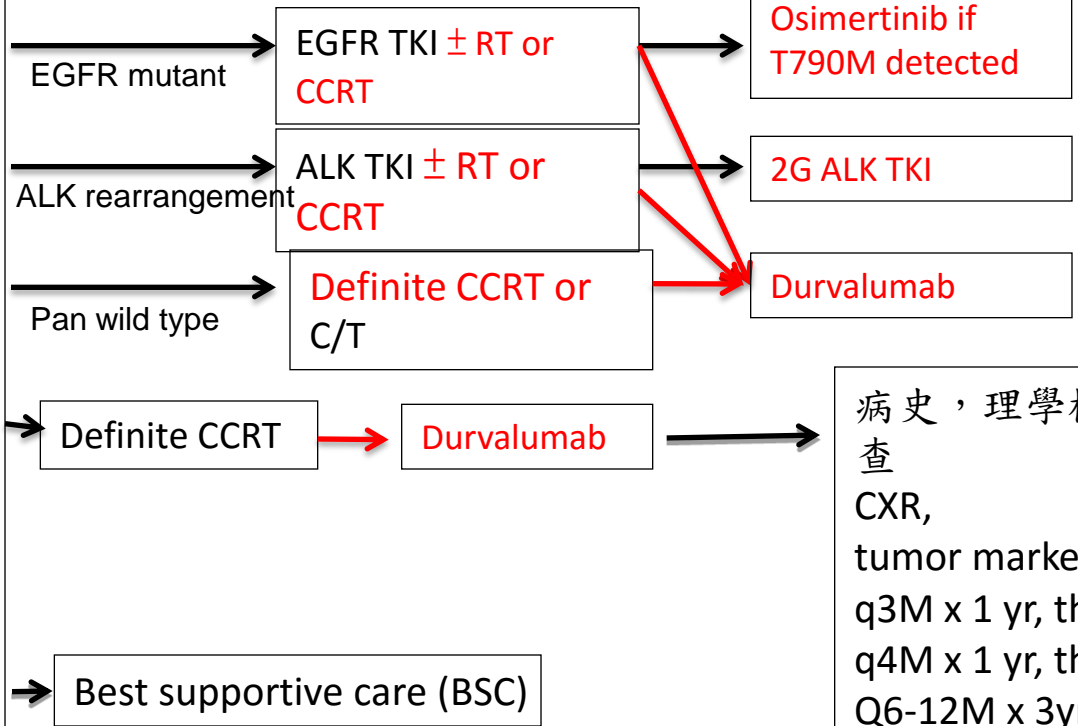 EGFR mutant
EGFR TKI ± RT or
CCRT
Osimertinib if
T790M detected
ALK rearrangement
ALK TKI ± RT or
CCRT
2G ALK TKI
Pan wild type
Definite CCRT or
C/T
Durvalumab
Definite CCRT
Durvalumab
病史，理學
查
CXR,
tumor marke
q3M x 1 yr, th
q4M x 1 yr, th
Q6-12M x 3y
Best supportive care (BSC)